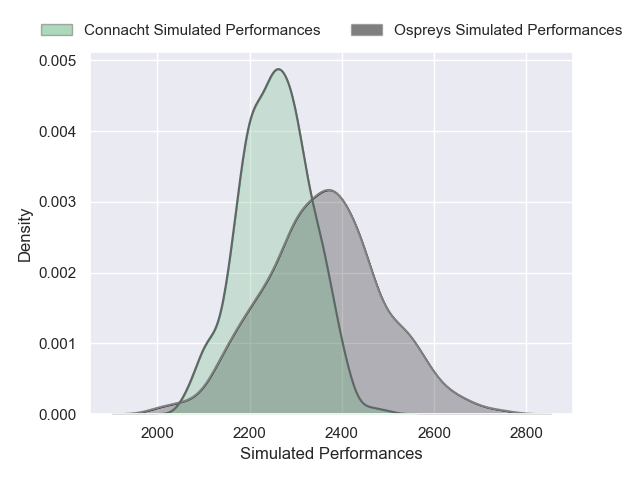 Connacht Simulated Performances Ospreys Simulated Performances
0.005
0.004
0.003
0.002
0.001
0.000
Density
2000 2200 2400 2600 2800
Simulated Performances